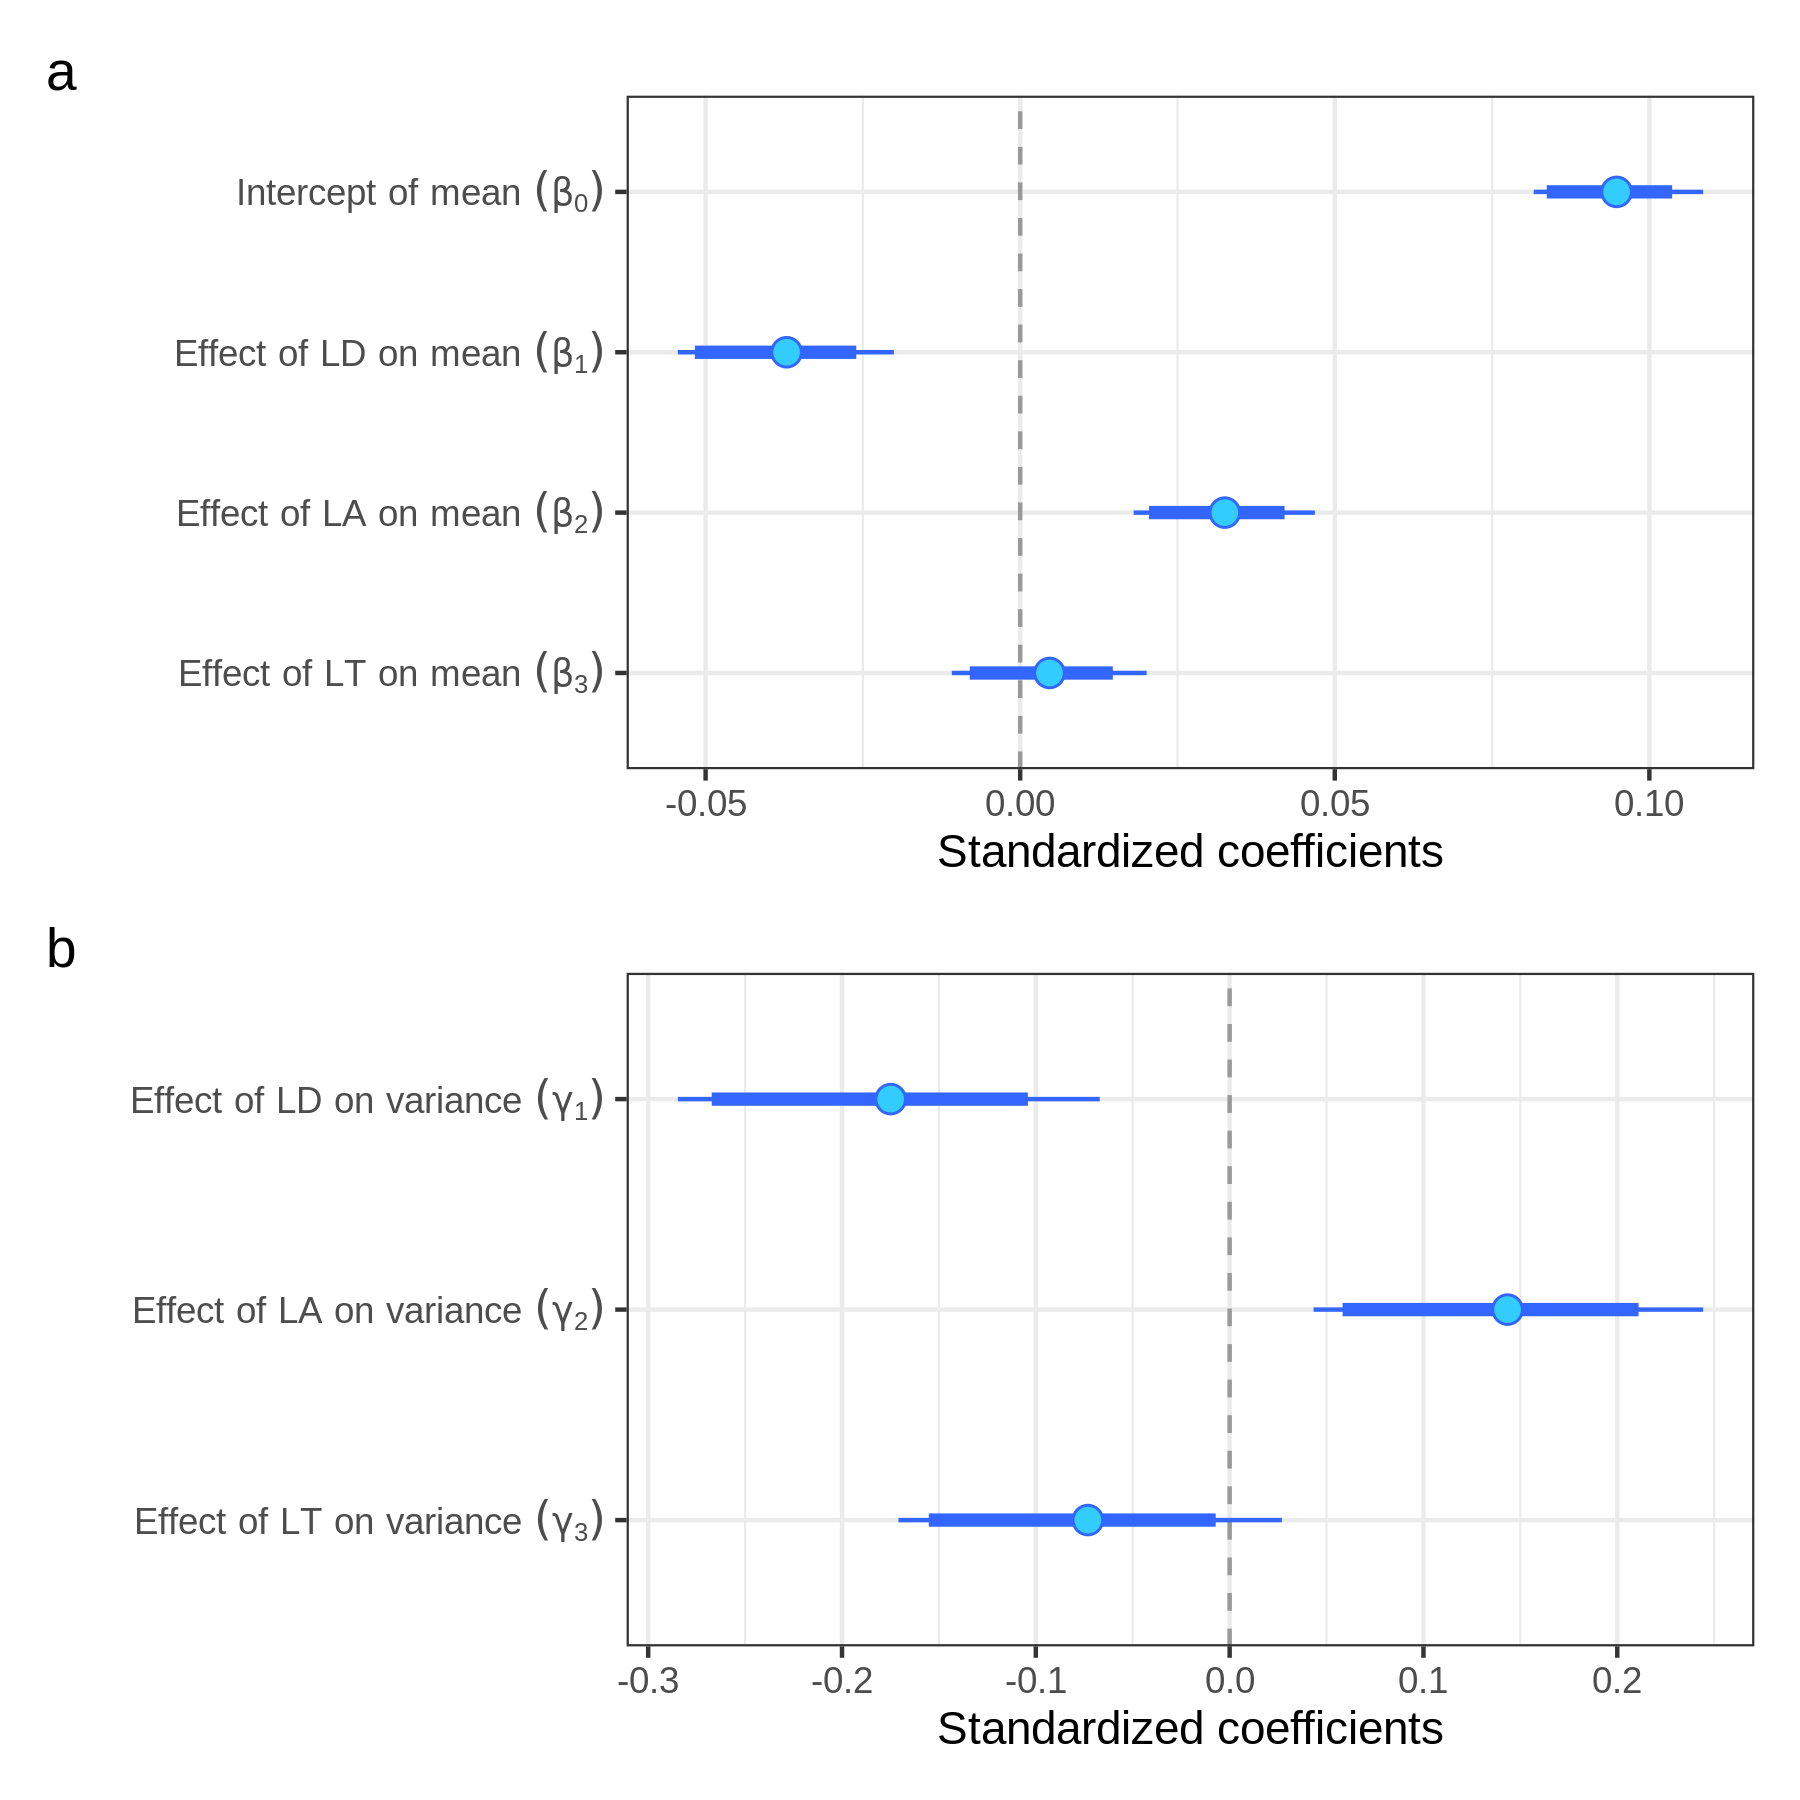 a
Intercept of mean (β₀)
Effect of LD on mean (β₁)
Effect of LA on mean (β₂)
Effect of LT on mean (β₃)
-0.05 0.00 0.05 0.10
Standardized coefficients
b
Effect of LD on variance (γ₁)
Effect of LA on variance (γ₂)
Effect of LT on variance (γ₃)
-0.3 -0.2 -0.1 0.0 0.1 0.2
Standardized coefficients